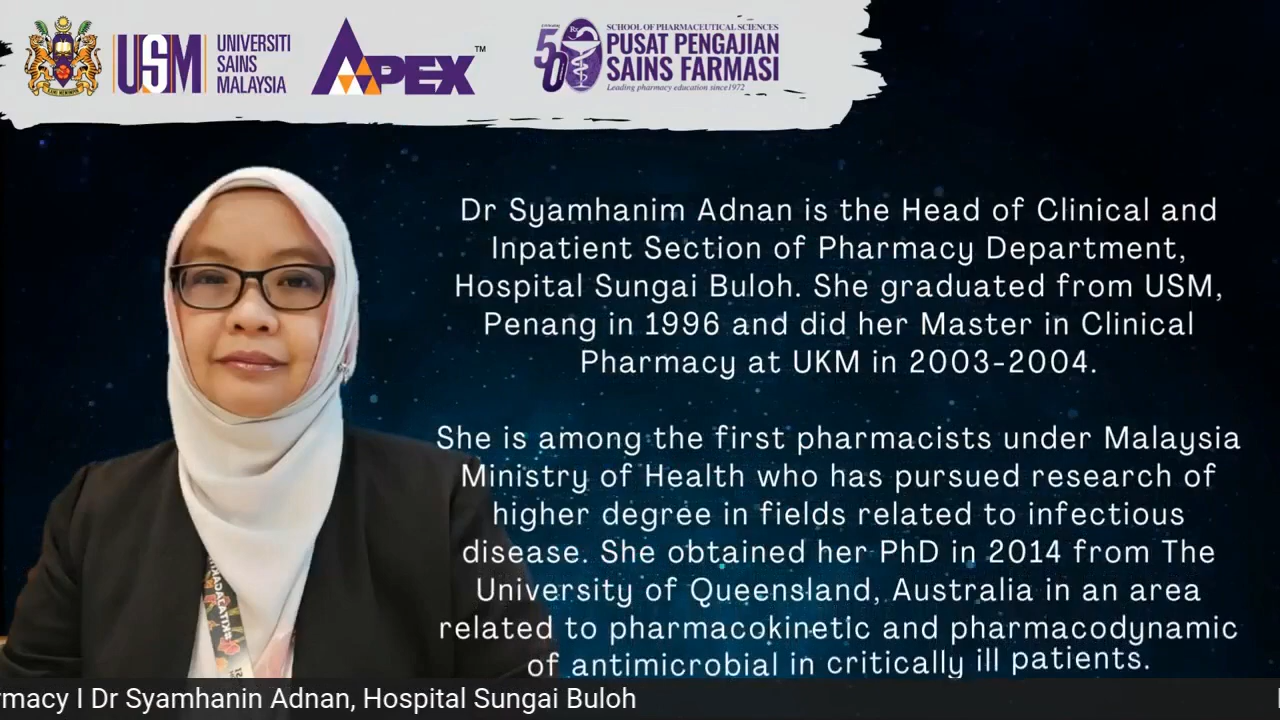 USM
UNIVERSITI
SAINS
MALAYSIA
APEX™
50
SCHOOL OF PHARMACEUTICAL SCIENCES
PUSAT PENGAJIAN
SAINS FARMASI
Leading pharmacy education since1972
Dr Syamhanim Adnan is the Head of Clinical and
Inpatient Section of Pharmacy Department,
Hospital Sungai Buloh. She graduated from USM,
Penang in 1996 and did her Master in Clinical
Pharmacy at UKM in 2003-2004.
She is among the first pharmacists under Malaysia
Ministry of Health who has pursued research of
higher degree in fields related to infectious
disease. She obtained her PhD in 2014 from The
University of Queensland, Australia in an area
related to pharmacokinetic and pharmacodynamic
of antimicrobial in critically ill patients.
rmacy I Dr Syamhanin Adnan, Hospital Sungai Buloh